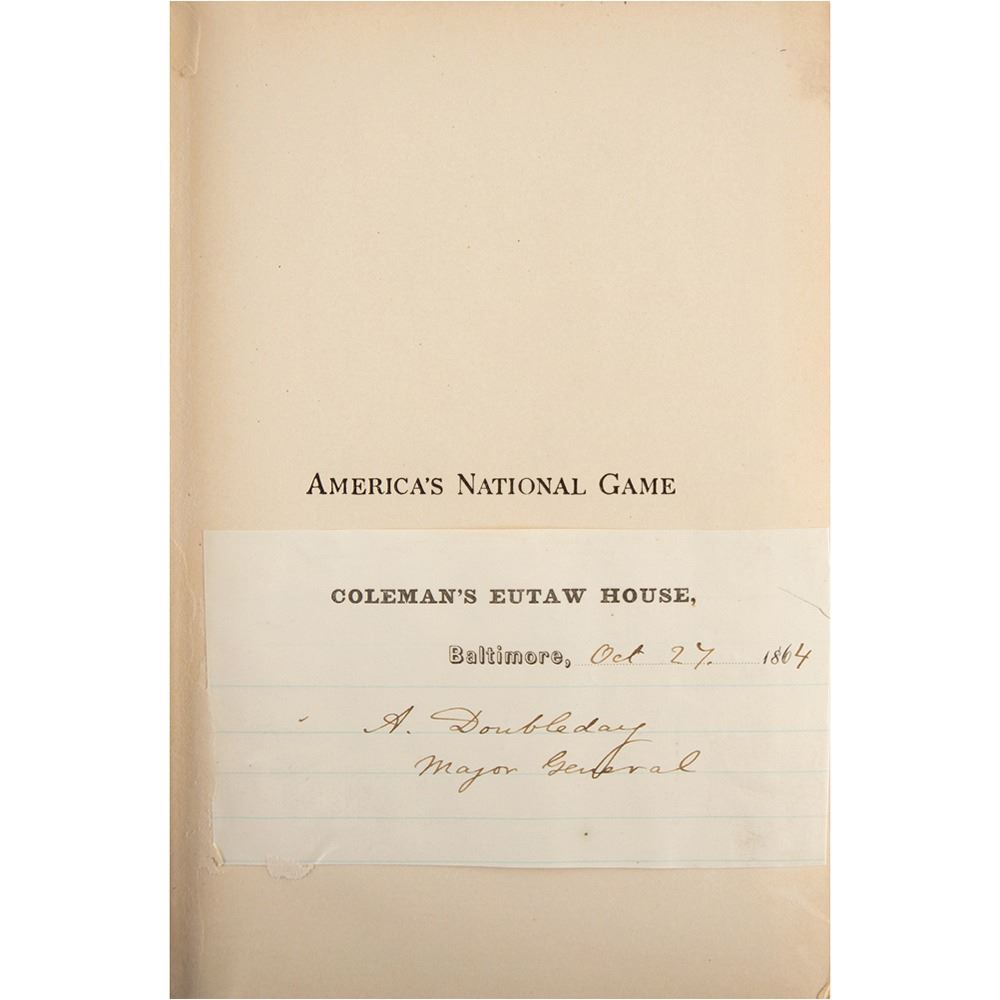 AMERICA'S NATIONAL GAME
COLEMAN'S EUTAW HOUSE,
Baltimore, Oct 27. 1864
A. Doubleday
Major General